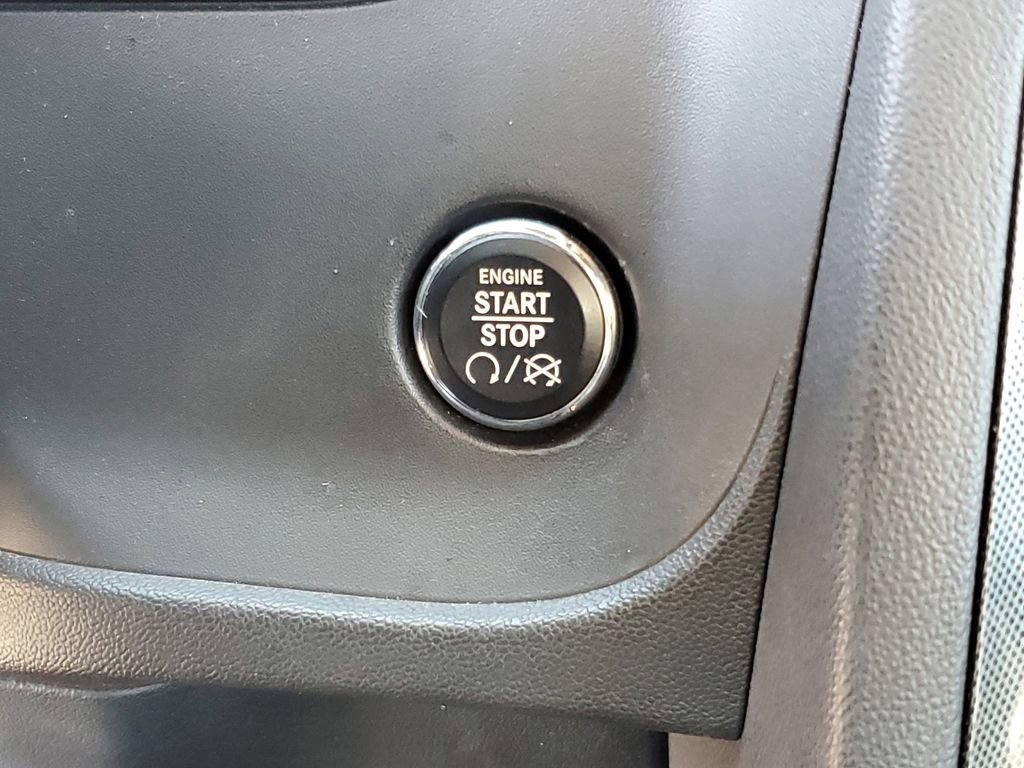 ENGINE
START
STOP
/